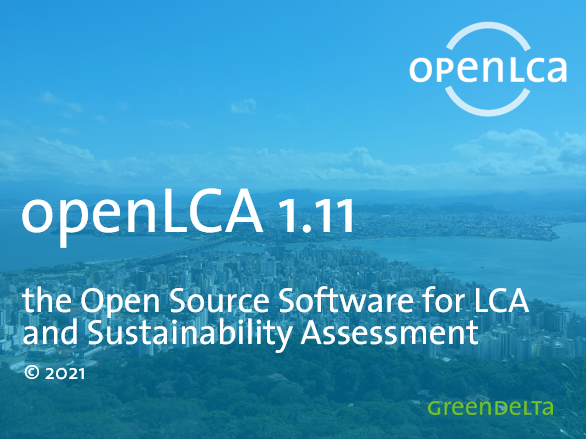 openLCA
openLCA 1.11
the Open Source Software for LCA
and Sustainability Assessment
© 2021
GREENDELTA